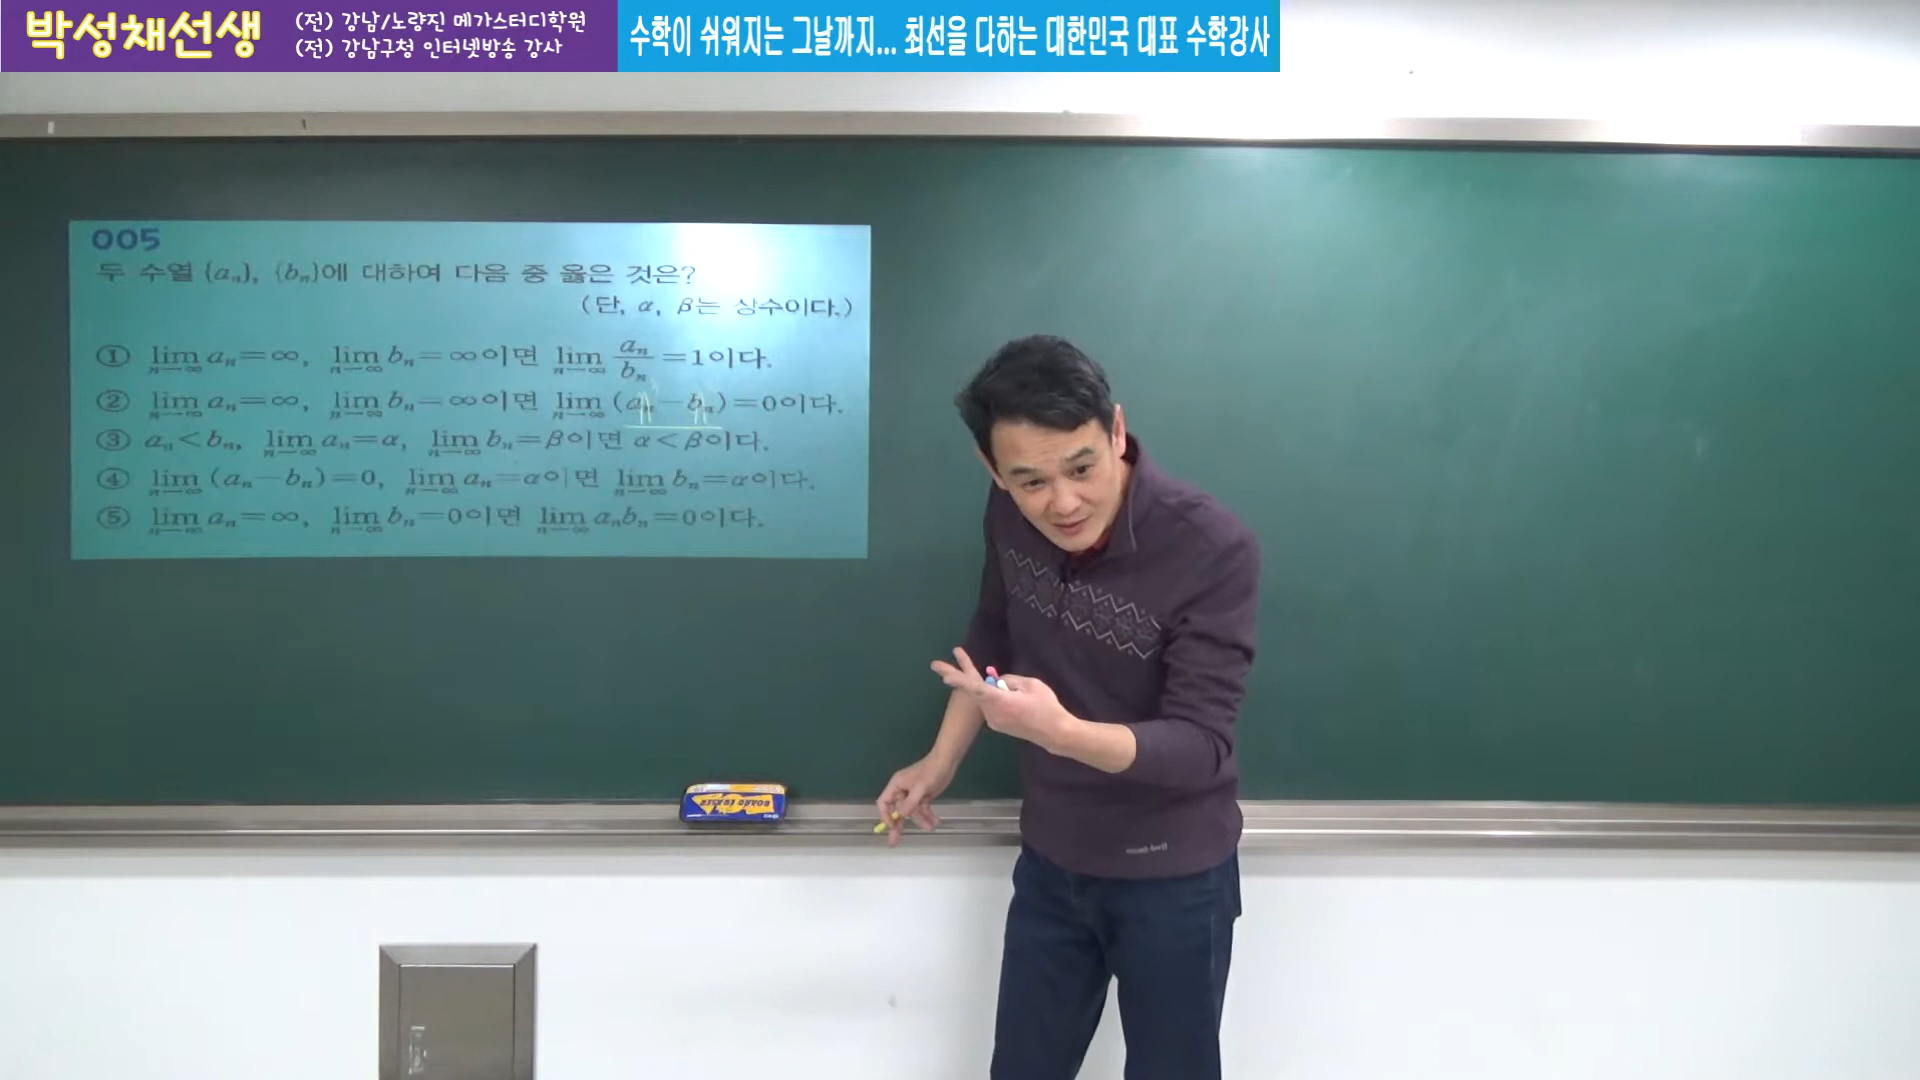 박성채선생
(전) 강남/노량진 메가스터디학원
(전) 강남구청 인터넷방송 강사
수학이 쉬워지는 그날까지... 최선을 다하는 대한민국 대표 수학강사
005
두 수열 {aₙ}, {bₙ}에 대하여 다음 중 옳은 것은?
(단, α, β는 상수이다.)
① lim n→∞ aₙ=∞, lim n→∞ bₙ=∞이면 lim n→∞ aₙ/bₙ=1이다.
② lim n→∞ aₙ=∞, lim n→∞ bₙ=∞이면 lim n→∞ (aₙ-bₙ)=0이다.
③ aₙ<bₙ, lim n→∞ aₙ=α, lim n→∞ bₙ=β이면 α<β이다.
④ lim n→∞ (aₙ-bₙ)=0, lim n→∞ aₙ=α이면 lim n→∞ bₙ=α이다.
⑤ lim n→∞ aₙ=∞, lim n→∞ bₙ=0이면 lim n→∞ aₙbₙ=0이다.
BOARD ERASER
mont-bell